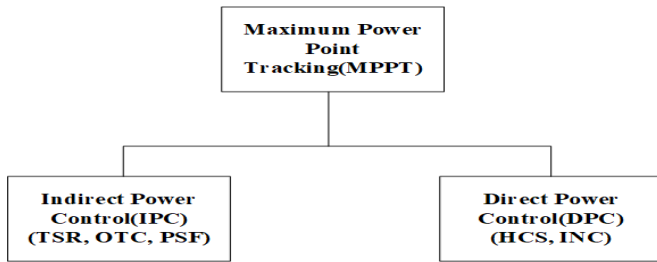 Maximum Power
Point
Tracking(MPPT)
Indirect Power
Control(IPC)
(TSR, OTC, PSF)
Direct Power
Control(DPC)
(HCS, INC)